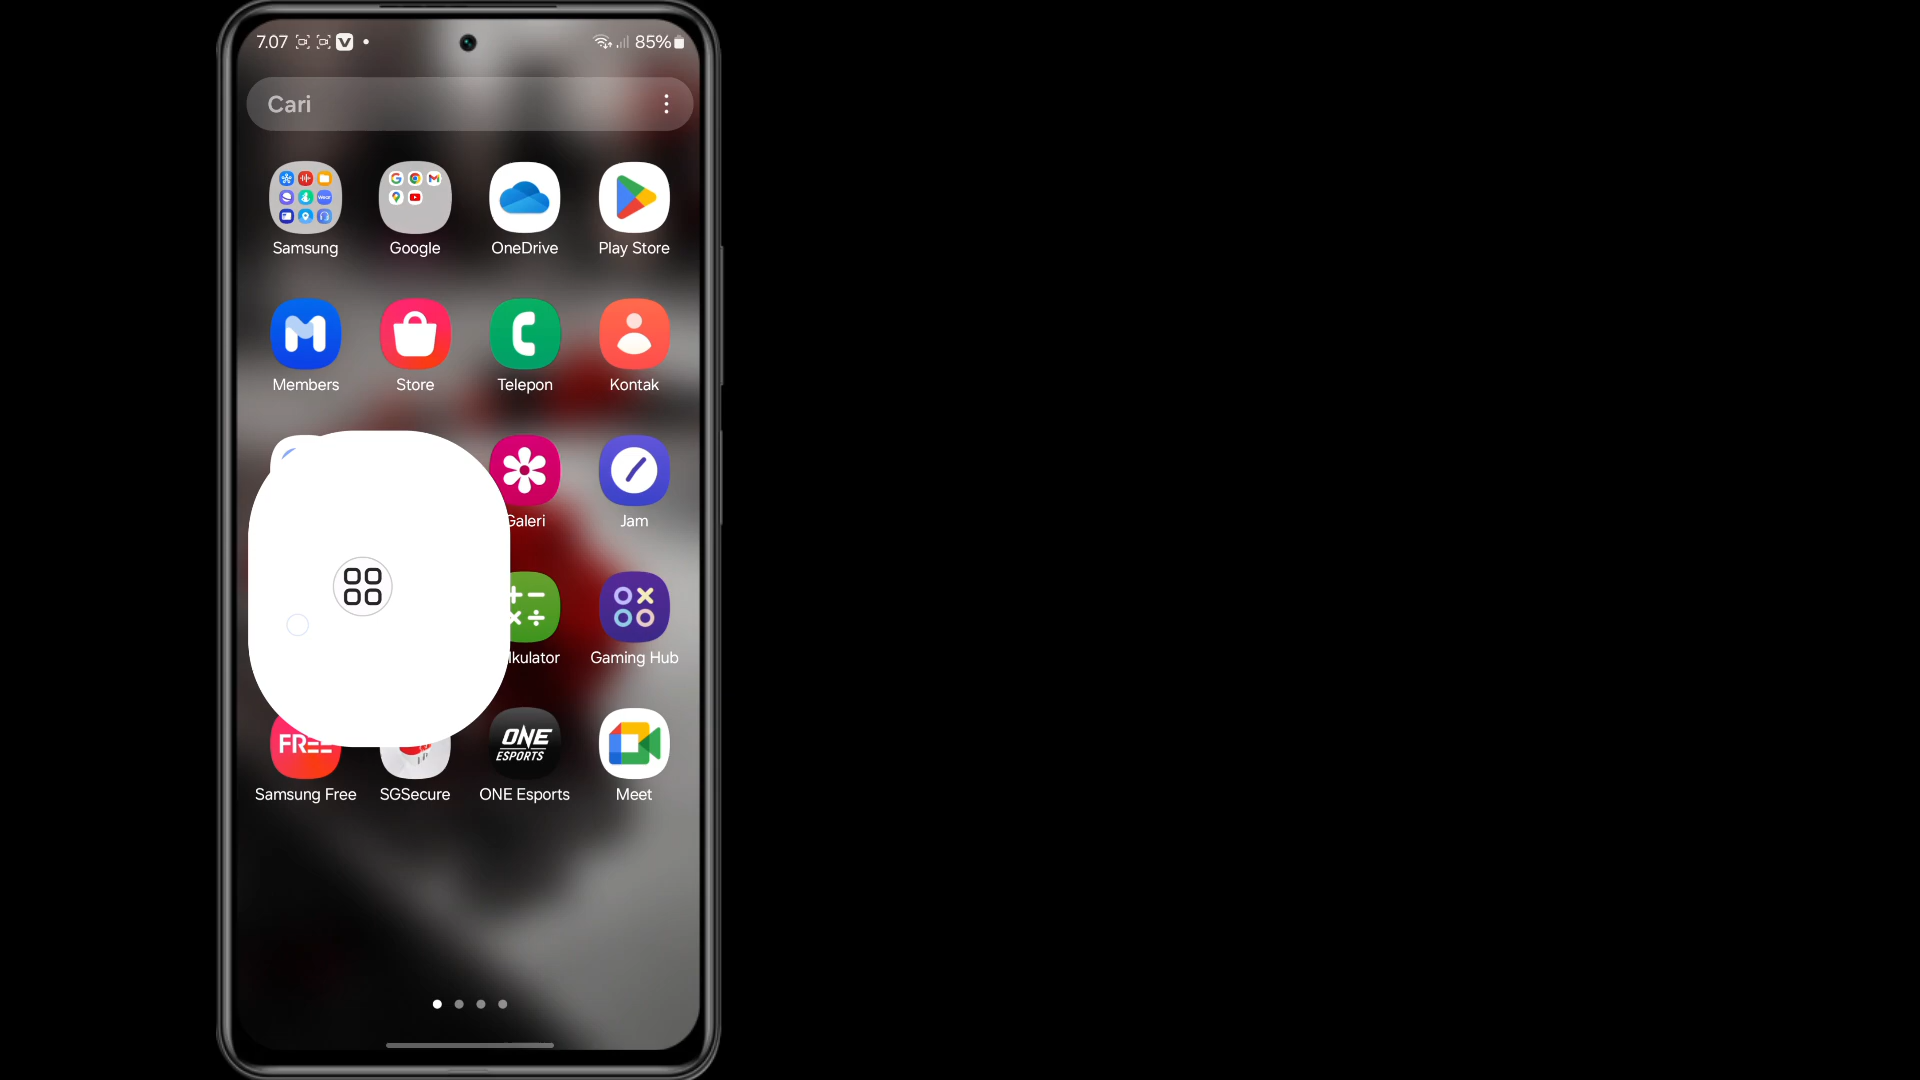 7.07
85%
Cari
Samsung
Google
OneDrive
Play Store
Members
Store
Telepon
Kontak
Galeri
Jam
lkulator
Gaming Hub
FREE
ONE
ESPORTS
Samsung Free
SGSecure
ONE Esports
Meet